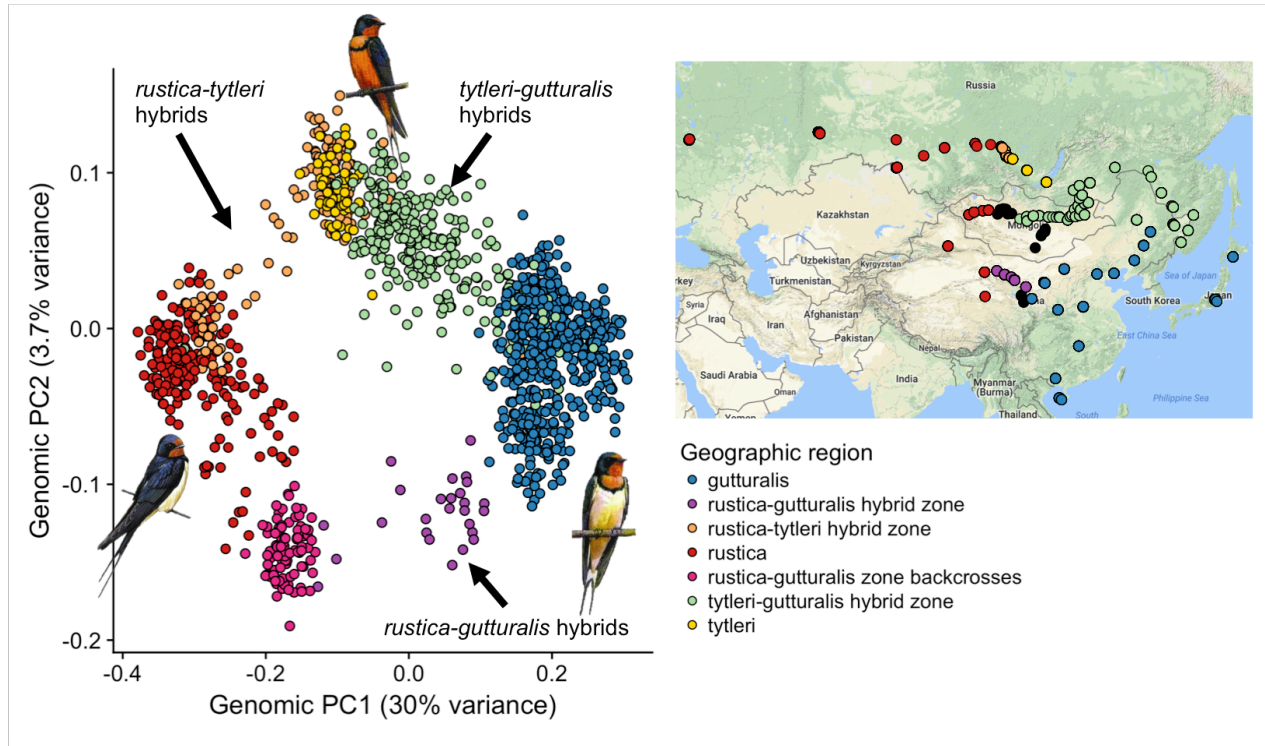 rustica-tytleri
hybrids
tytleri-gutturalis
hybrids
rustica-gutturalis hybrids
Genomic PC2 (3.7% variance)
0.1
0.0
-0.1
-0.2
-0.4
-0.2
0.0
0.2
Genomic PC1 (30% variance)
Russia
Kazakhstan
Uzbekistan
Kyrgyzstan
Turkmenistan
rkey
Syria
Iraq
Iran
Afghanistan
Pakistan
Nepal
India
Saudi Arabia
Oman
Yemen
Myanmar
(Burma)
Thailand
South
Sea of Japan
South Korea
East China Sea
Philippine Sea
Geographic region
gutturalis
rustica-gutturalis hybrid zone
rustica-tytleri hybrid zone
rustica
rustica-gutturalis zone backcrosses
tytleri-gutturalis hybrid zone
tytleri